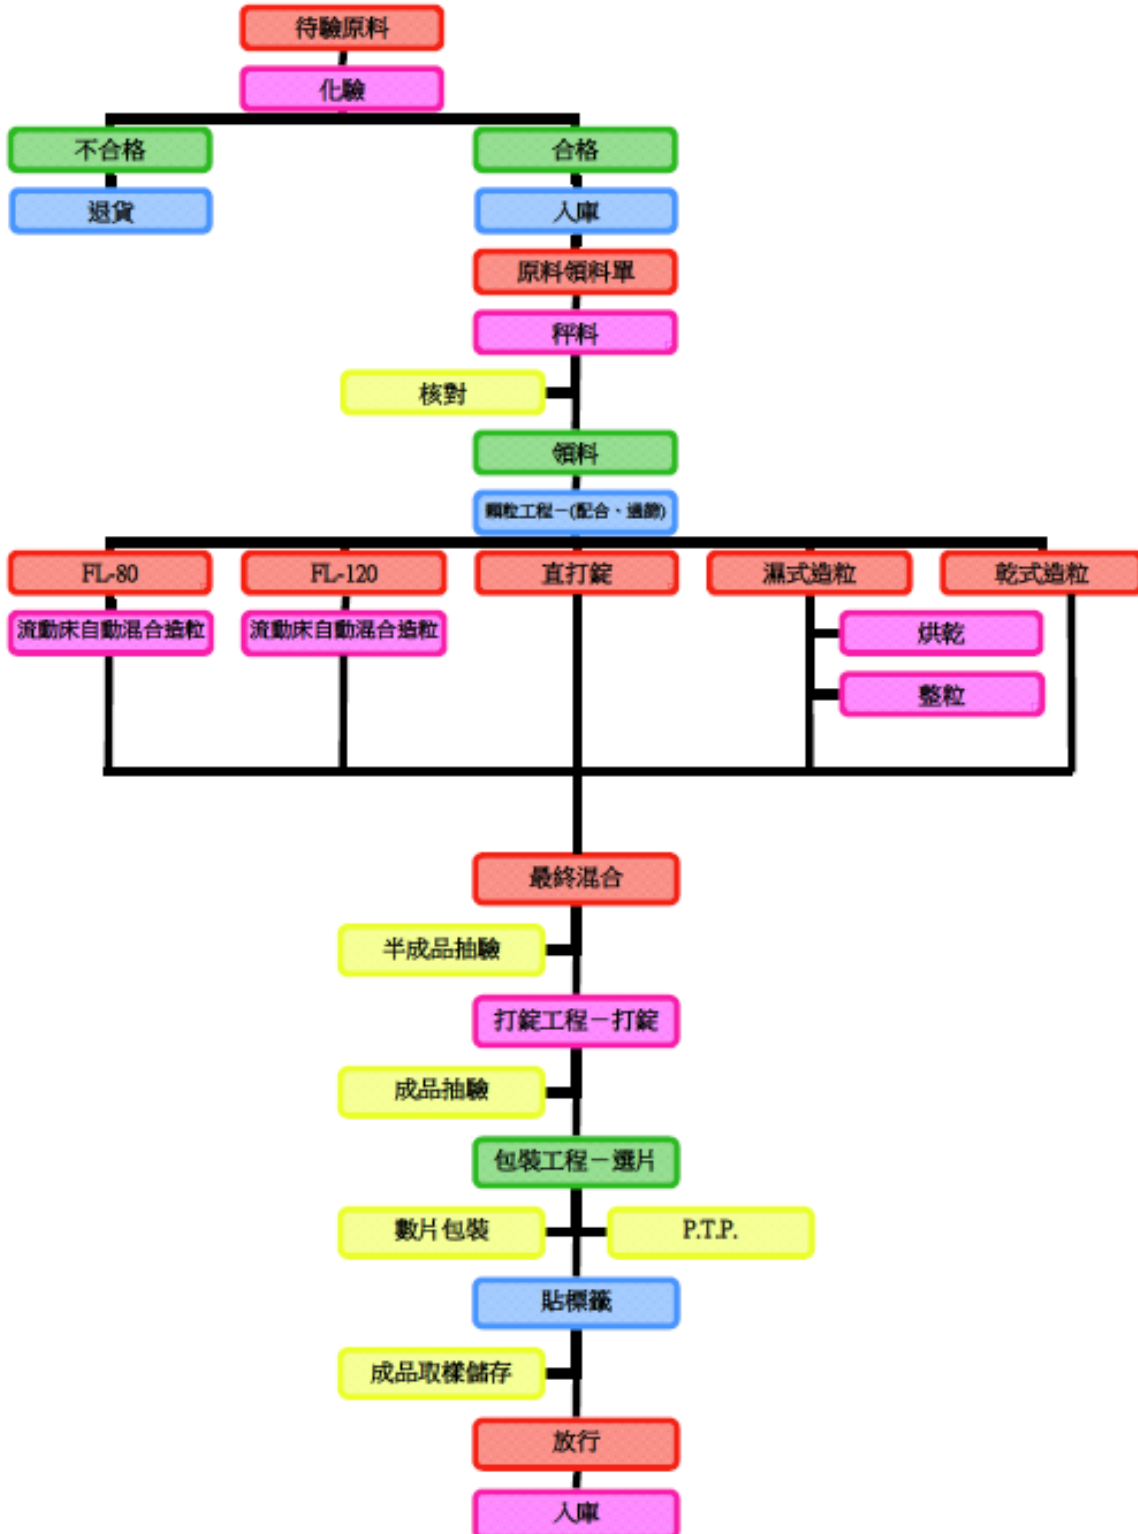 待驗原料
化驗
不合格
合格
退貨
入庫
原料領料單
秤料
核對
領料
顆粒工程－(配合、過篩)
FL-80
FL-120
直打錠
濕式造粒
乾式造粒
流動床自動混合造粒
流動床自動混合造粒
烘乾
整粒
最終混合
半成品抽驗
打錠工程－打錠
成品抽驗
包裝工程－選片
數片包裝
P.T.P.
貼標籤
成品取樣儲存
放行
入庫